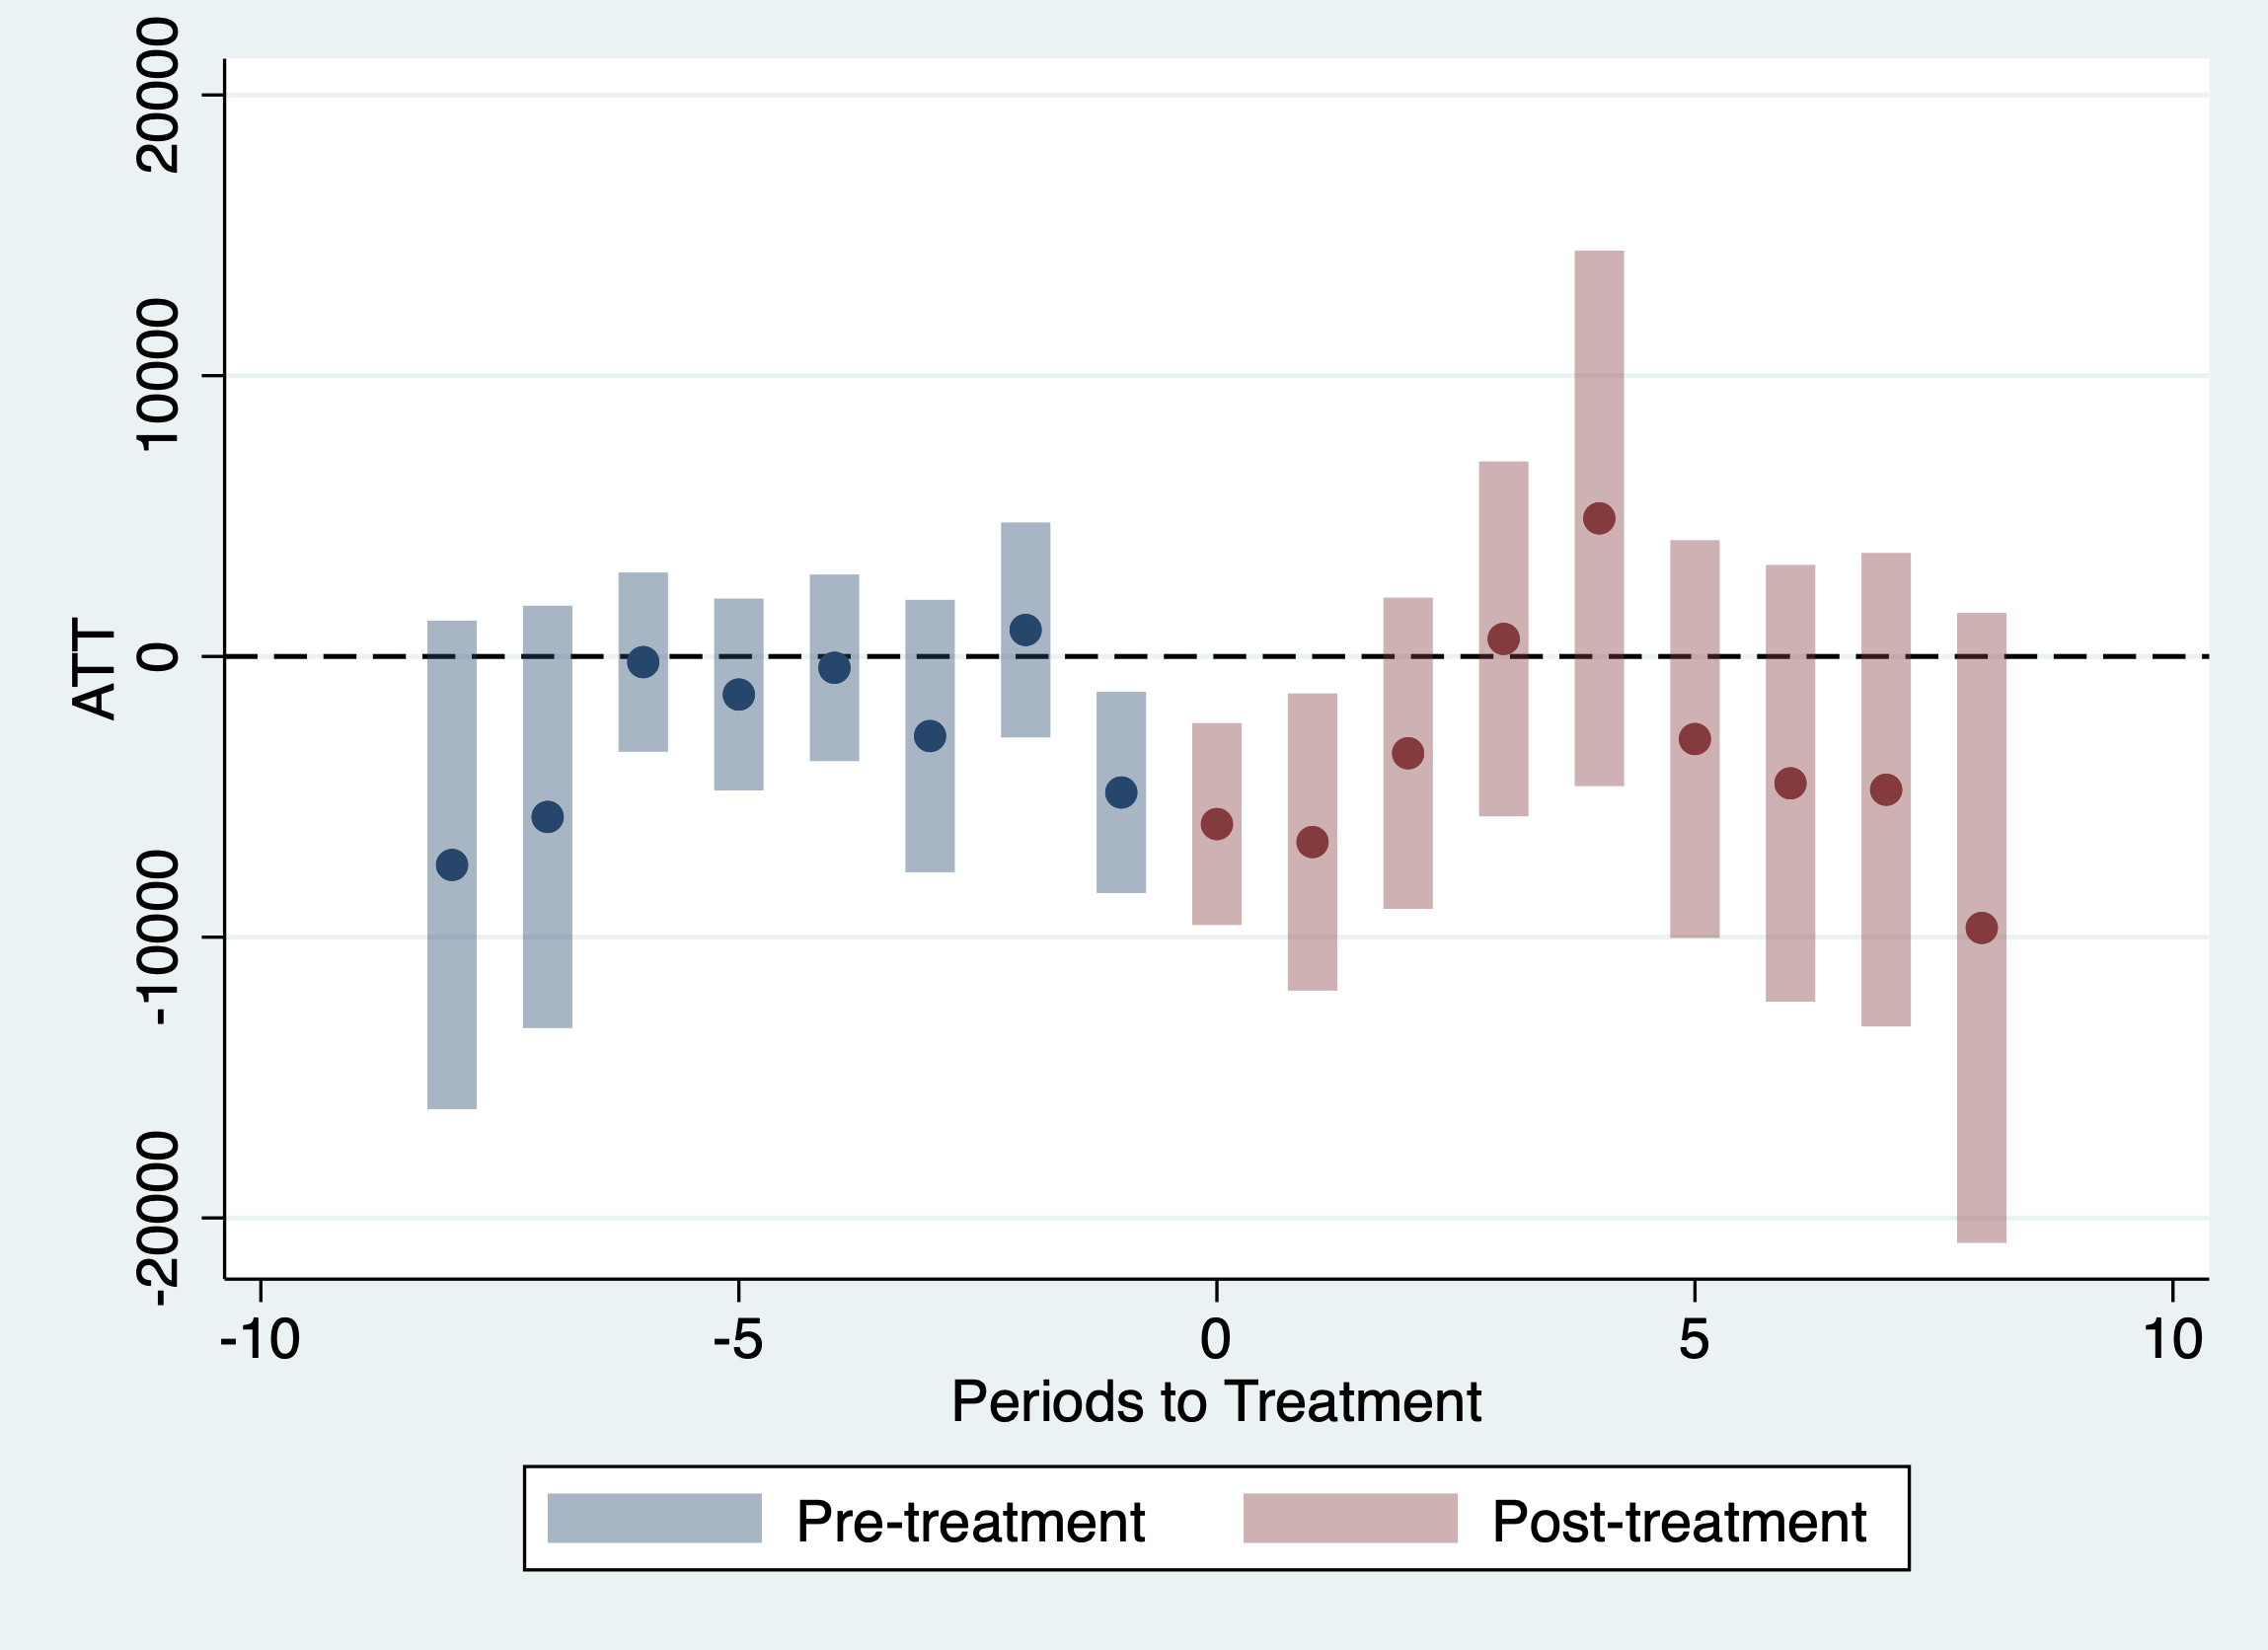 ATT
20000
10000
0
-10000
-20000
-10 -5 0 5 10
Periods to Treatment
Pre-treatment Post-treatment